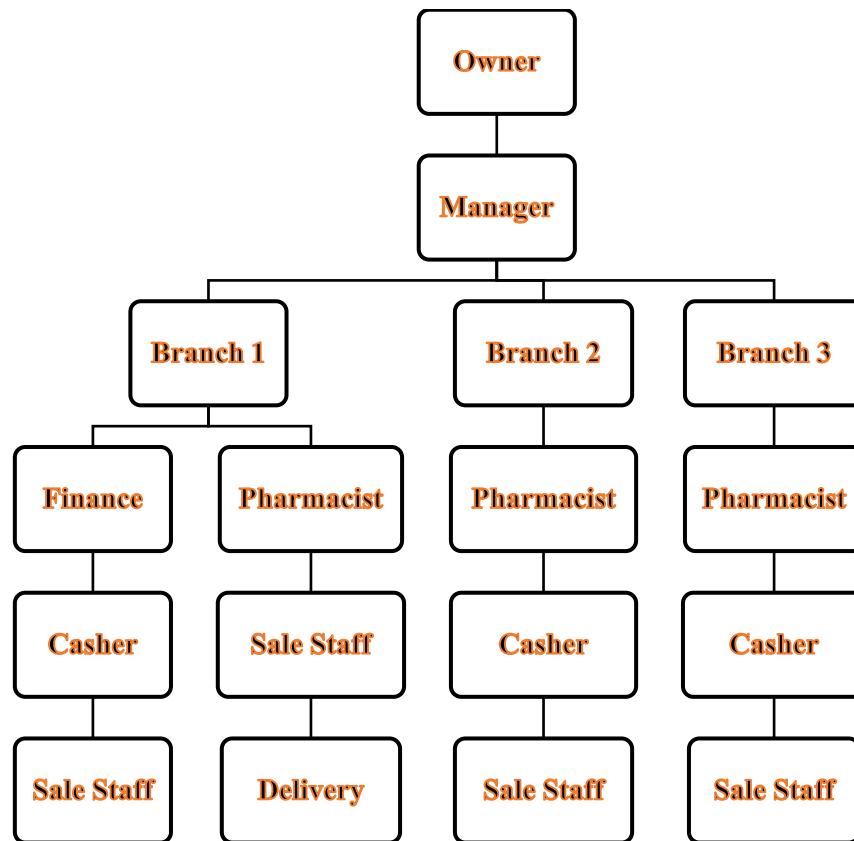 Owner
Manager
Branch 1
Branch 2
Branch 3
Finance
Pharmacist
Pharmacist
Pharmacist
Casher
Sale Staff
Casher
Casher
Sale Staff
Delivery
Sale Staff
Sale Staff